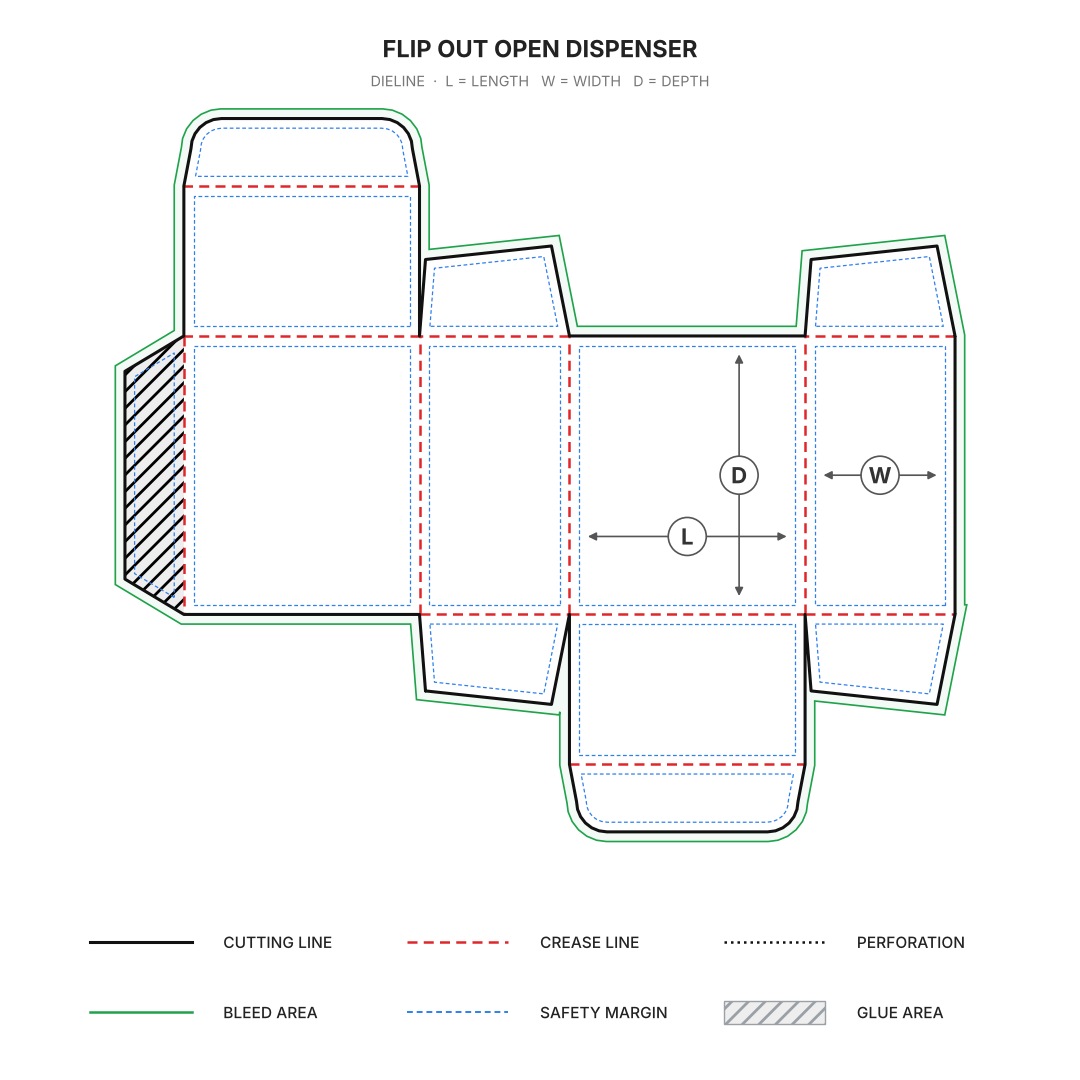 FLIP OUT OPEN DISPENSER
DIELINE · L = LENGTH W = WIDTH D = DEPTH
D
W
L
CUTTING LINE
CREASE LINE
PERFORATION
BLEED AREA
SAFETY MARGIN
GLUE AREA